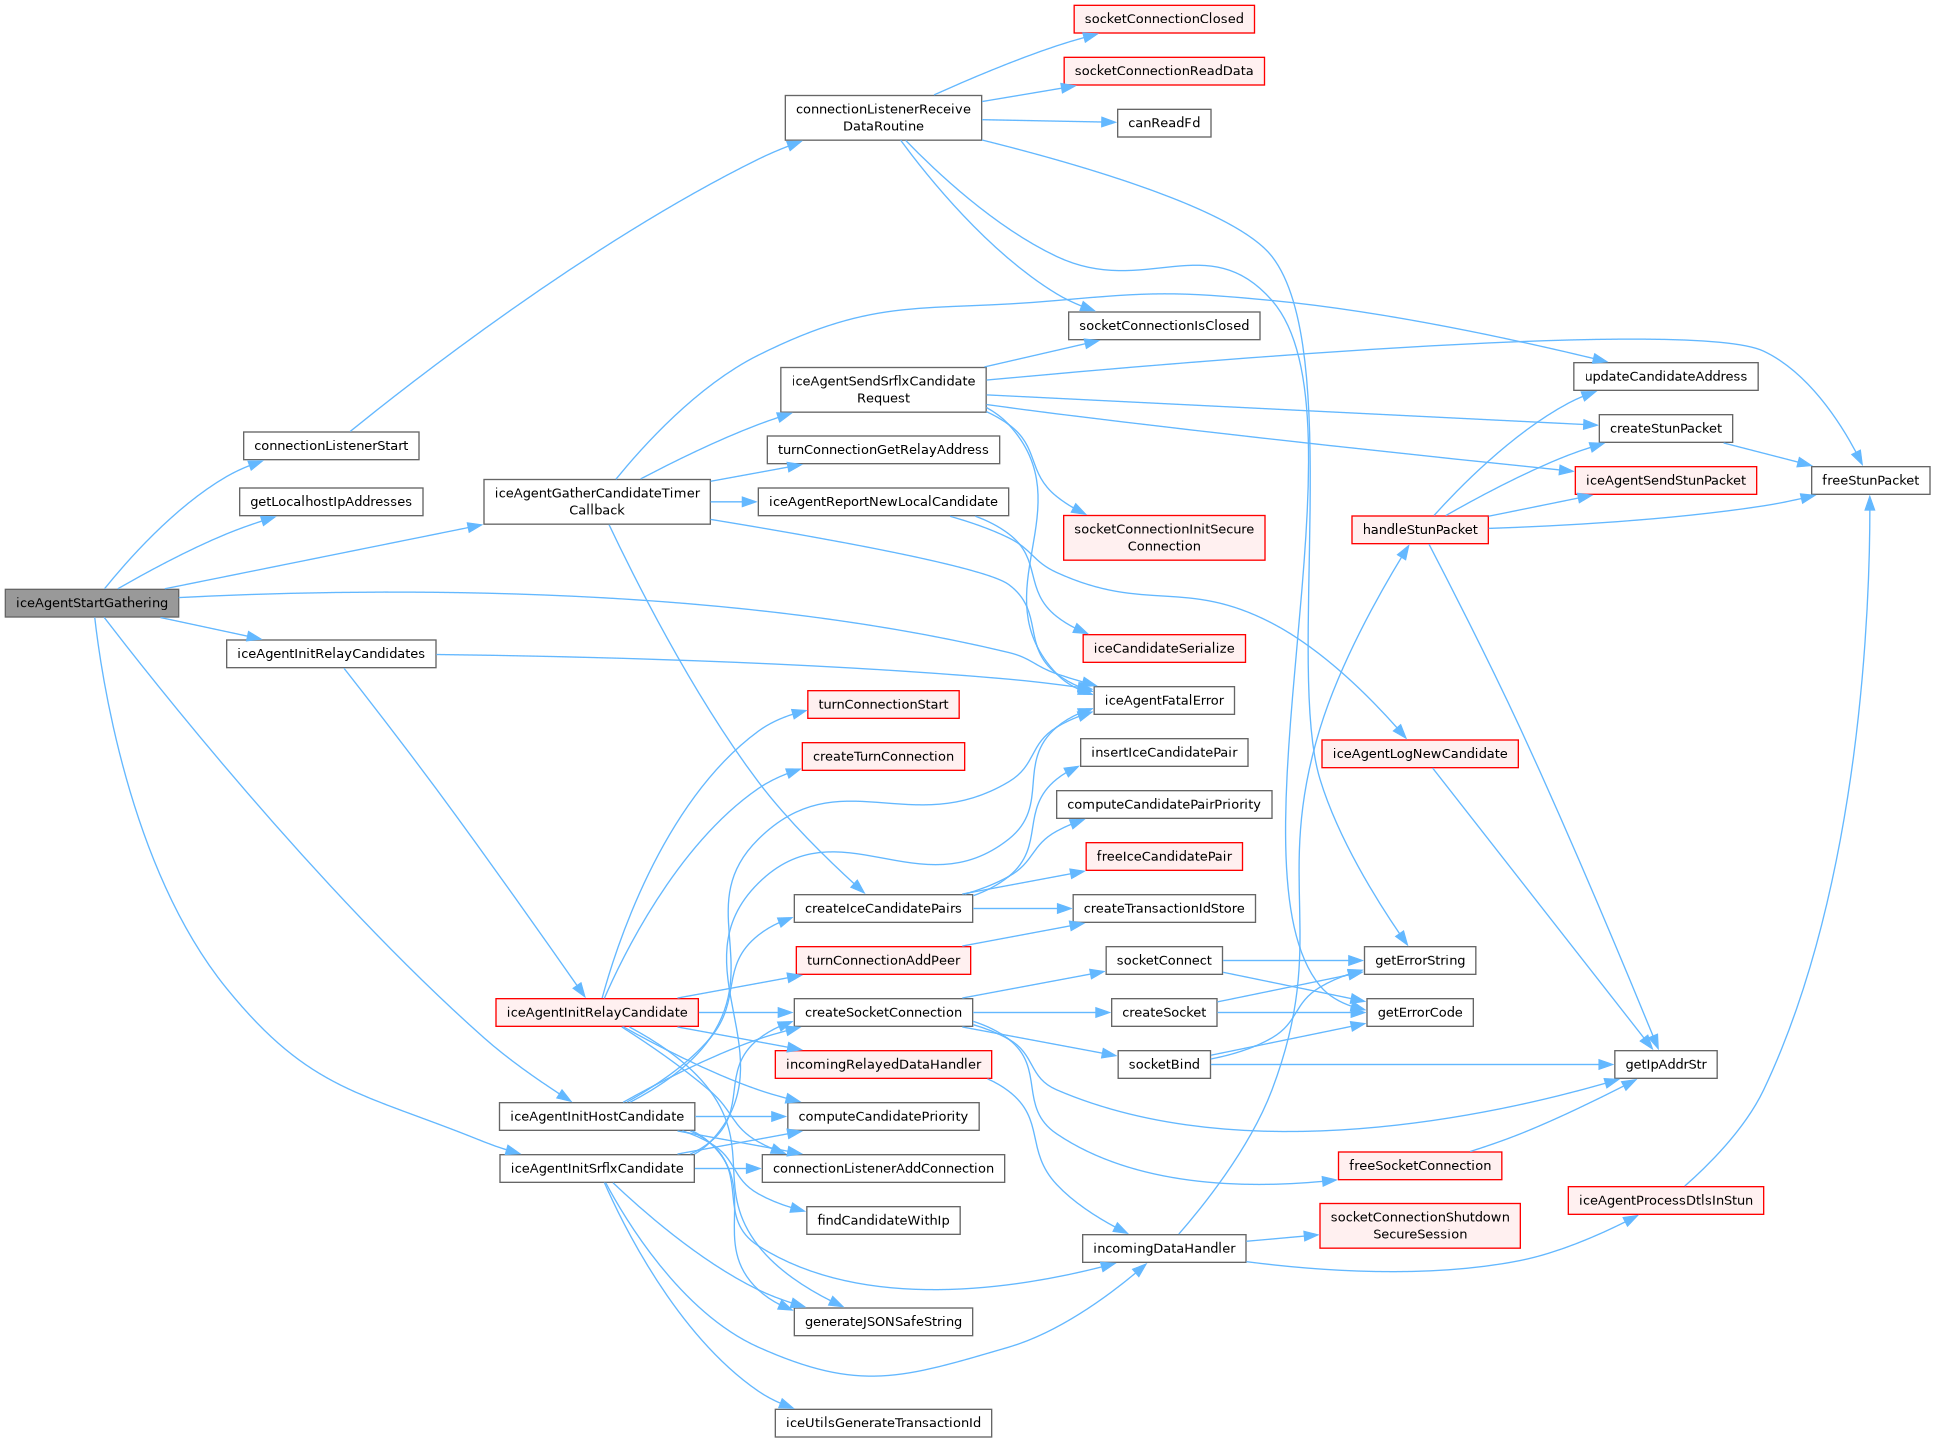 socketConnectionClosed
socketConnectionReadData
connectionListenerReceive
DataRoutine
canReadFd
socketConnectionIsClosed
updateCandidateAddress
iceAgentSendSrflxCandidate
Request
createStunPacket
connectionListenerStart
turnConnectionGetRelayAddress
iceAgentSendStunPacket
freeStunPacket
getLocalhostIpAddresses
iceAgentGatherCandidateTimer
Callback
iceAgentReportNewLocalCandidate
handleStunPacket
socketConnectionInitSecure
Connection
iceAgentStartGathering
iceAgentInitRelayCandidates
iceCandidateSerialize
turnConnectionStart
iceAgentFatalError
createTurnConnection
insertIceCandidatePair
iceAgentLogNewCandidate
computeCandidatePairPriority
freeIceCandidatePair
createIceCandidatePairs
createTransactionIdStore
turnConnectionAddPeer
socketConnect
getErrorString
iceAgentInitRelayCandidate
createSocketConnection
createSocket
getErrorCode
incomingRelayedDataHandler
socketBind
getIpAddrStr
iceAgentInitHostCandidate
computeCandidatePriority
iceAgentInitSrflxCandidate
connectionListenerAddConnection
freeSocketConnection
iceAgentProcessDtlsInStun
findCandidateWithIp
socketConnectionShutdown
SecureSession
incomingDataHandler
generateJSONSafeString
iceUtilsGenerateTransactionId